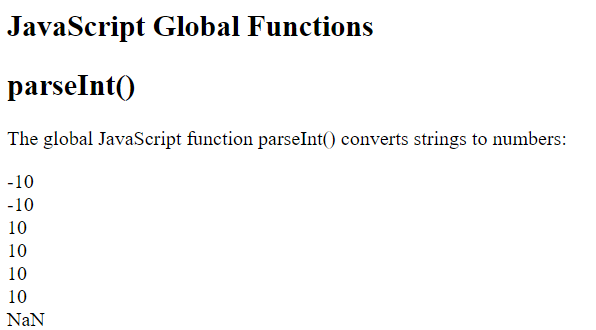 JavaScript Global Functions
parseInt()
The global JavaScript function parseInt() converts strings to numbers:
-10
-10
10
10
10
10
NaN